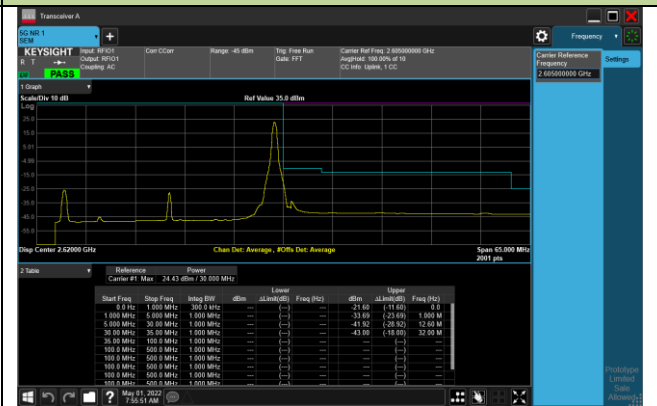 Transceiver A
5G NR 1
SEM
Frequency
KEYSIGHT
R T
PASS
Input: RFIO1
Output: RFIO1
Coupling: AC
Corr CCorr
Range: -45 dBm
Trig: Free Run
Gate: FFT
Carrier Ref Freq: 2.605000000 GHz
Avg|Hold: 100.00% of 10
CC Info: Uplink, 1 CC
Carrier Reference
Frequency
2.605000000 GHz
Settings
1 Graph
Scale/Div 10 dB
Ref Value 35.0 dBm
Log
25.0
15.0
5.00
-15.0
-25.0
-35.0
-45.0
-55.0
Disp Center 2.62000 GHz
Chan Det: Average , #Offs Det: Average
Span 65.000 MHz
2001 pts
2 Table
Reference Power
Carrier #1 Max 24.43 dBm / 30.000 MHz
Lower Upper
Start Freq Stop Freq Integ BW dBm ΔLimit(dB) Freq (Hz) dBm ΔLimit(dB) Freq (Hz)
0.0 Hz 1.000 MHz 300.0 kHz --- (---) --- -21.60 (-11.60) 0.0
1.000 MHz 5.000 MHz 1.000 MHz --- (---) --- -33.69 (-23.69) 1.000 M
5.000 MHz 30.00 MHz 1.000 MHz --- (---) --- -41.92 (-28.92) 12.60 M
30.00 MHz 35.00 MHz 1.000 MHz --- (---) --- -43.00 (-18.00) 32.00 M
35.00 MHz 100.0 MHz 1.000 MHz --- (---) --- --- (---) ---
100.0 MHz 500.0 MHz 1.000 MHz --- (---) --- --- (---) ---
100.0 MHz 500.0 MHz 1.000 MHz --- (---) --- --- (---) ---
100.0 MHz 500.0 MHz 1.000 MHz --- (---) --- --- (---) ---
100.0 MHz 500.0 MHz 1.000 MHz --- (---) --- --- (---) ---
May 01, 2022
7:55:51 AM
Prototype
Limited
Sale
Allowed